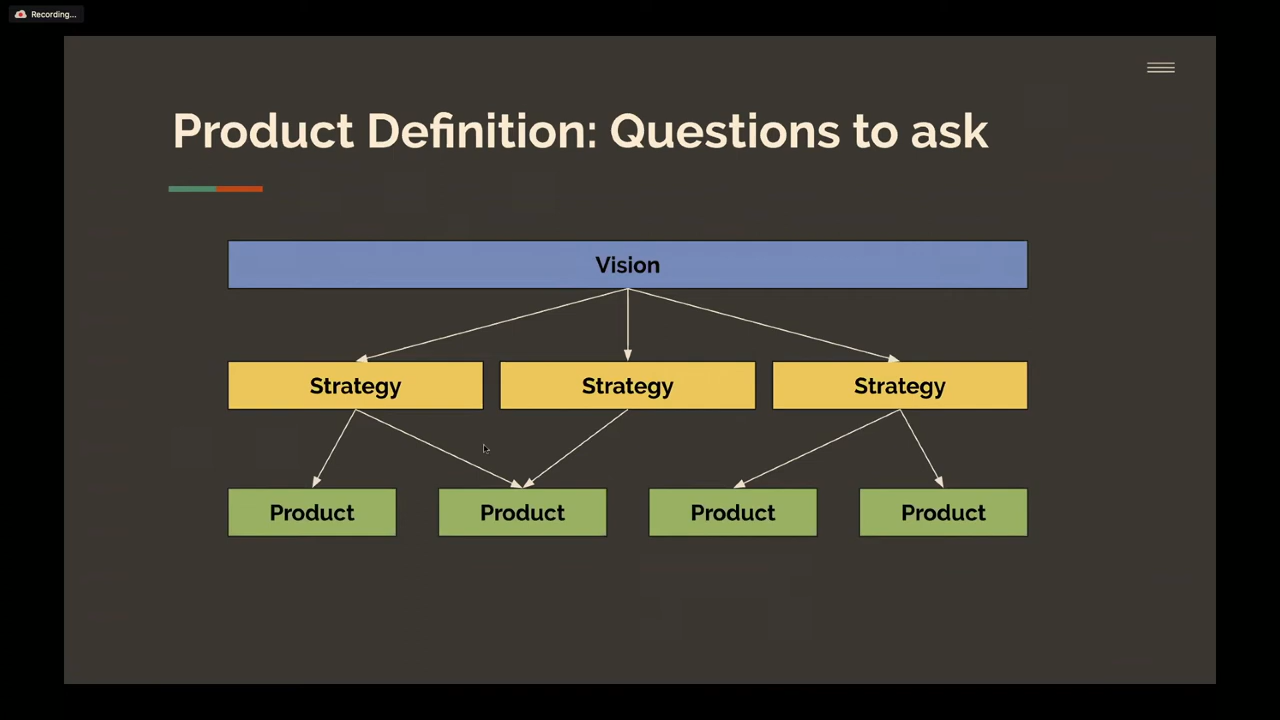 Recording...
Product Definition: Questions to ask
Vision
Strategy
Strategy
Strategy
Product
Product
Product
Product